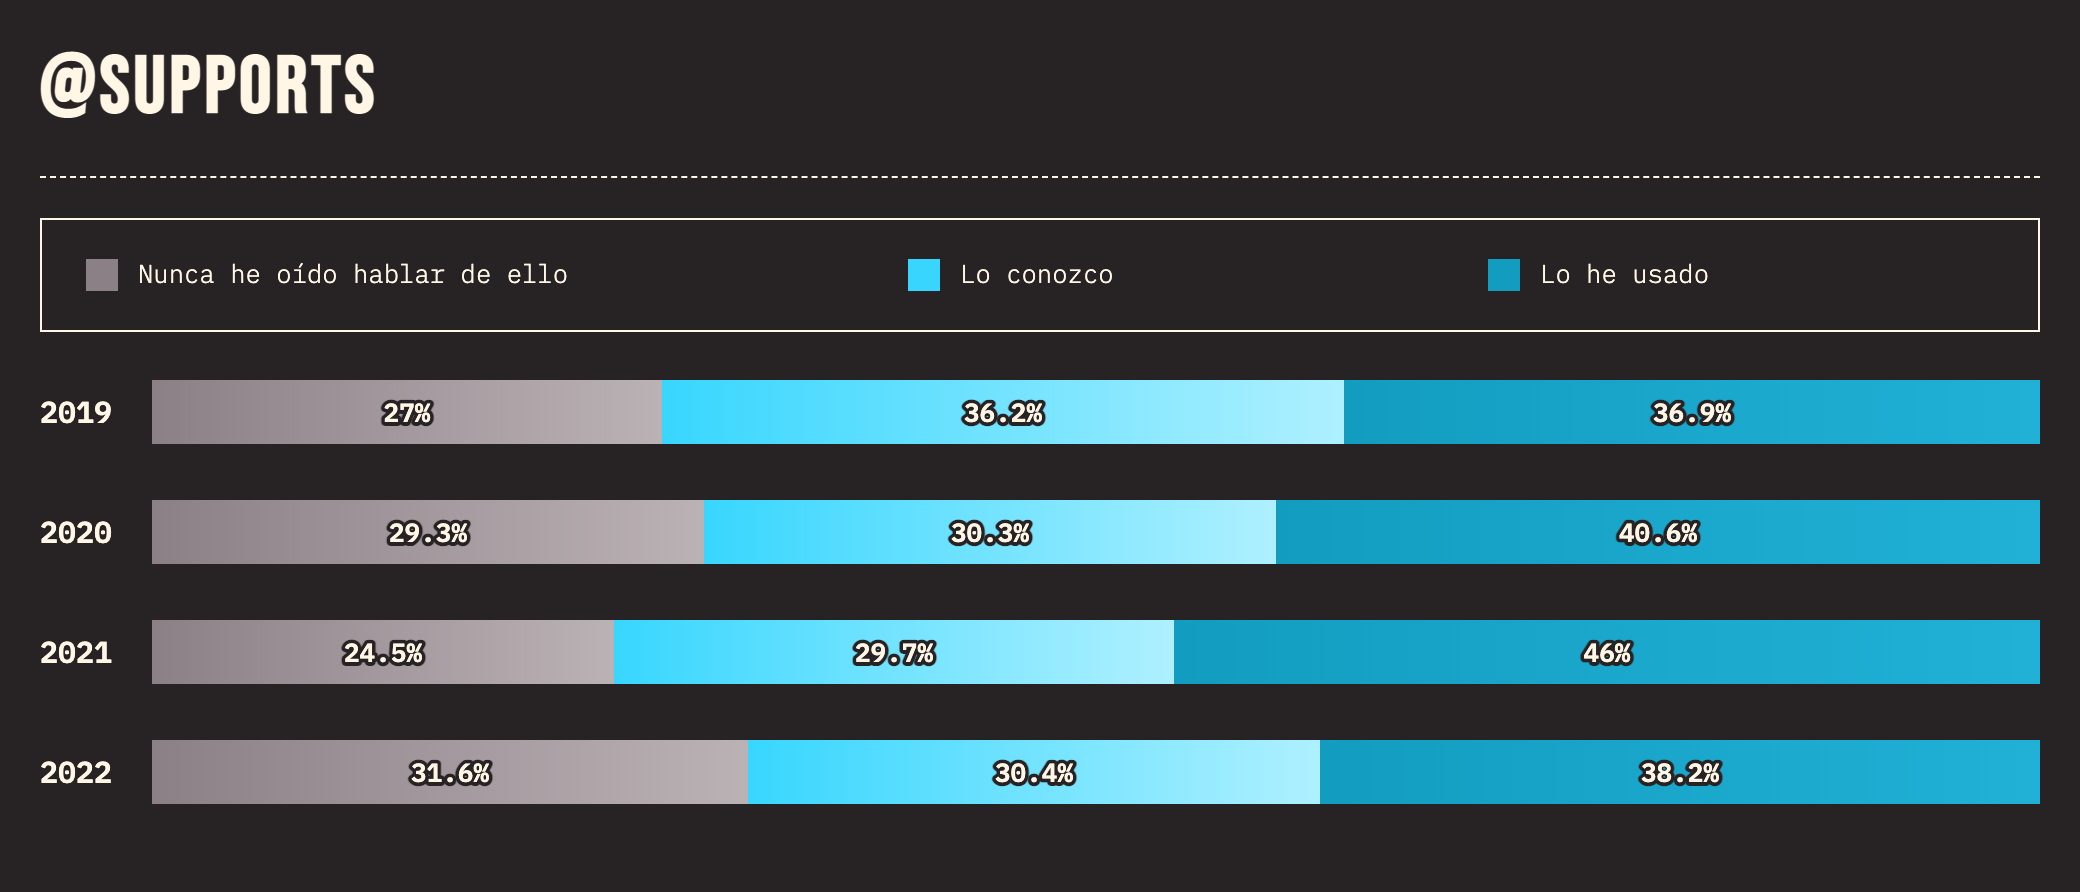 @SUPPORTS
Nunca he oído hablar de ello Lo conozco Lo he usado
2019 27% 36.2% 36.9%
2020 29.3% 30.3% 40.6%
2021 24.5% 29.7% 46%
2022 31.6% 30.4% 38.2%